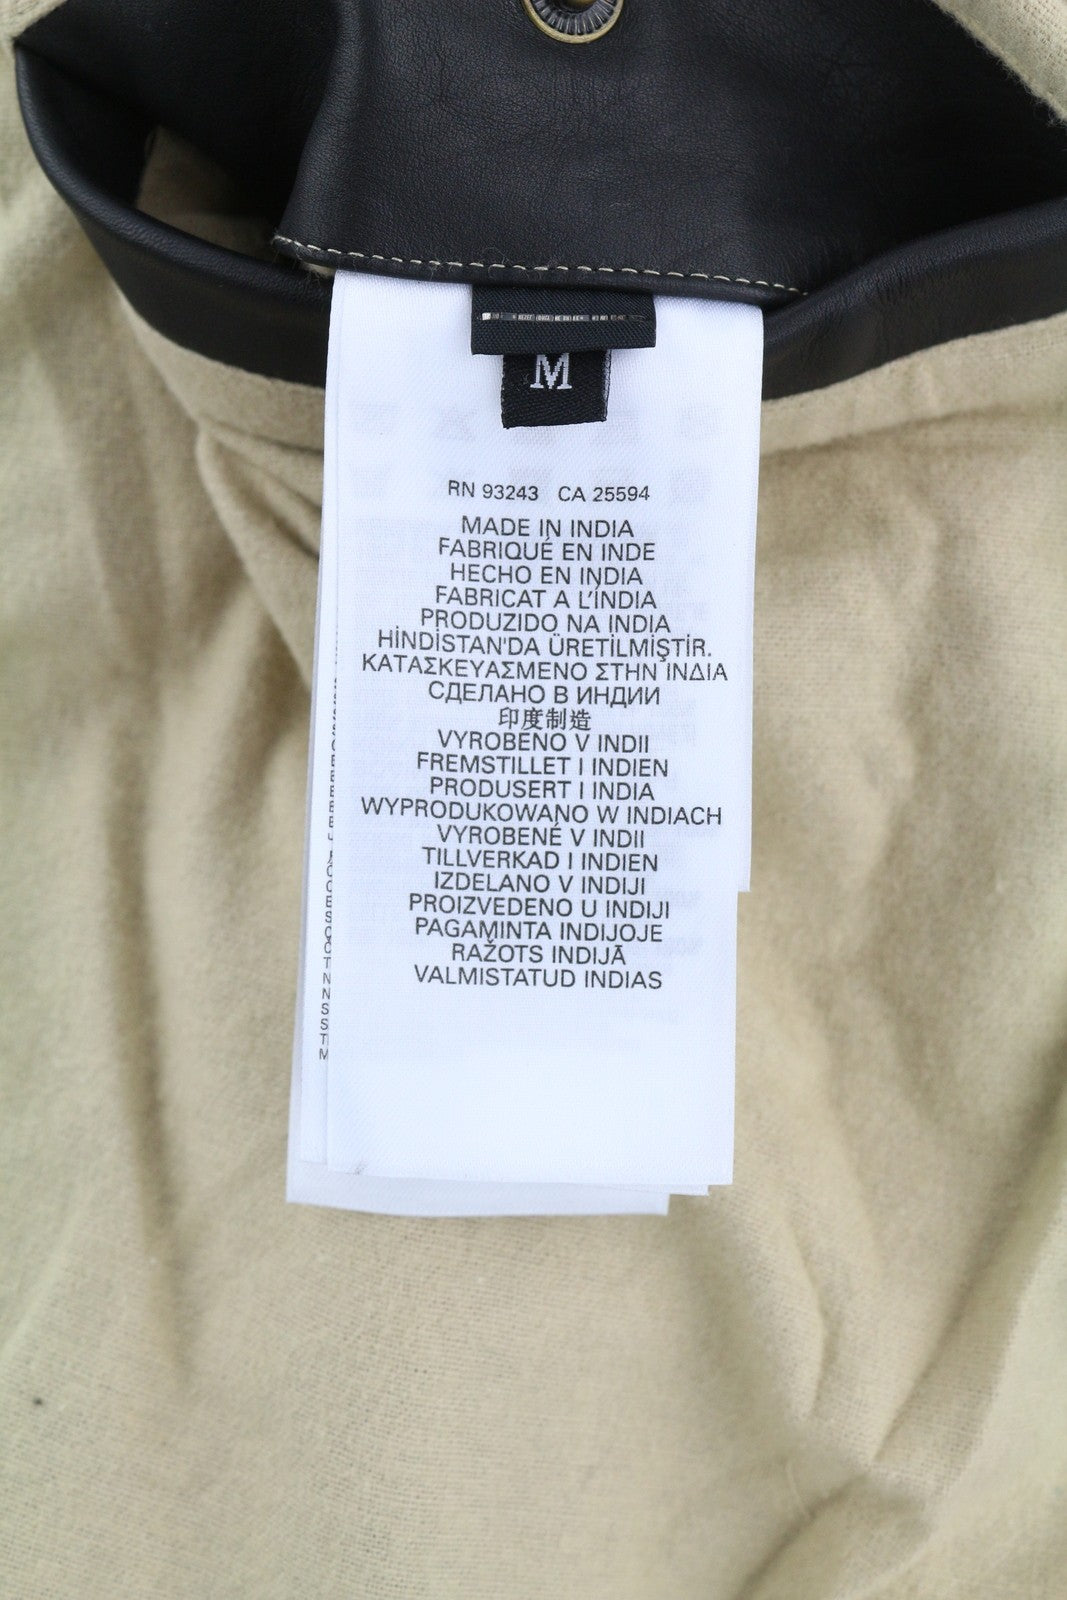 M
RN 93243 CA 25594
MADE IN INDIA
FABRIQUÉ EN INDE
HECHO EN INDIA
FABRICAT A L'ÍNDIA
PRODUZIDO NA INDIA
HİNDİSTAN'DA ÜRETİLMİŞTİR.
ΚΑΤΑΣΚΕΥΑΣΜΕΝΟ ΣΤΗΝ ΙΝΔΙΑ
СДЕЛАНО В ИНДИИ
印度制造
VYROBENO V INDII
FREMSTILLET I INDIEN
PRODUSERT I INDIA
WYPRODUKOWANO W INDIACH
VYROBENÉ V INDII
TILLVERKAD I INDIEN
IZDELANO V INDIJI
PROIZVEDENO U INDIJI
PAGAMINTA INDIJOJE
RAŽOTS INDIJĀ
VALMISTATUD INDIAS